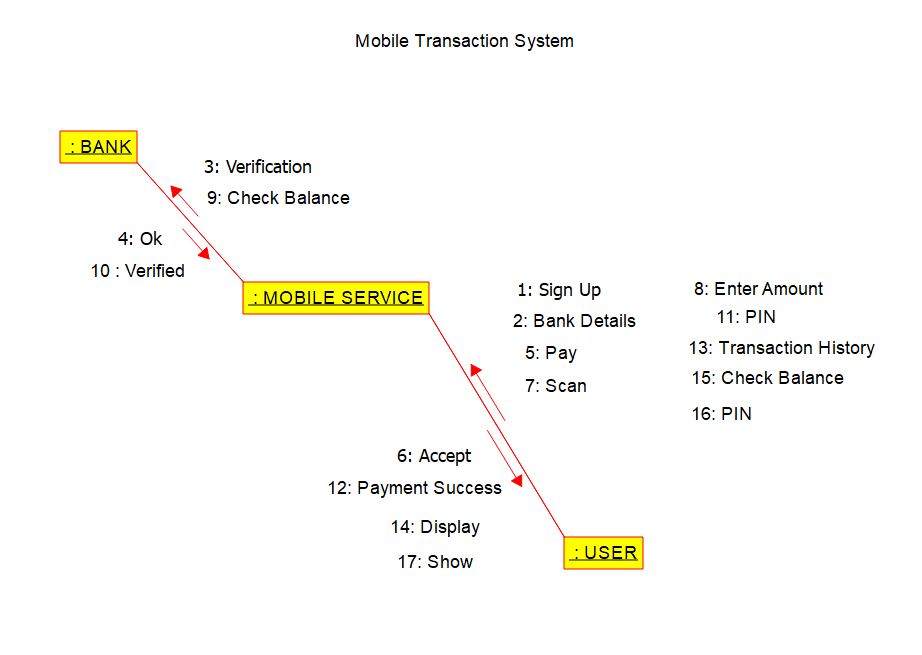 Mobile Transaction System
: BANK
3: Verification
9: Check Balance
4: Ok
10 : Verified
: MOBILE SERVICE
1: Sign Up
2: Bank Details
5: Pay
7: Scan
8: Enter Amount
11: PIN
13: Transaction History
15: Check Balance
16: PIN
6: Accept
12: Payment Success
14: Display
17: Show
: USER